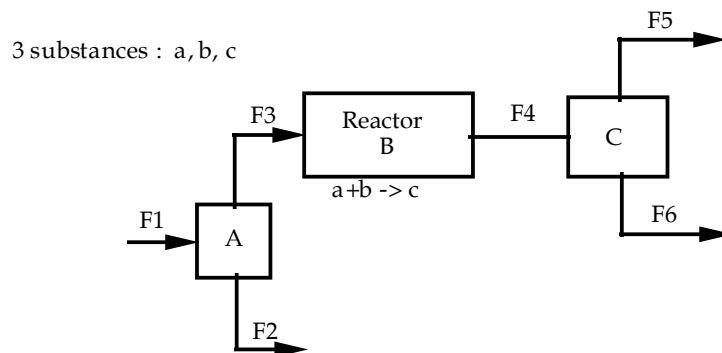 F5
3 substances : a, b, c
F3
Reactor
B
F4
C
a+b -> c
F6
F1
A
F2